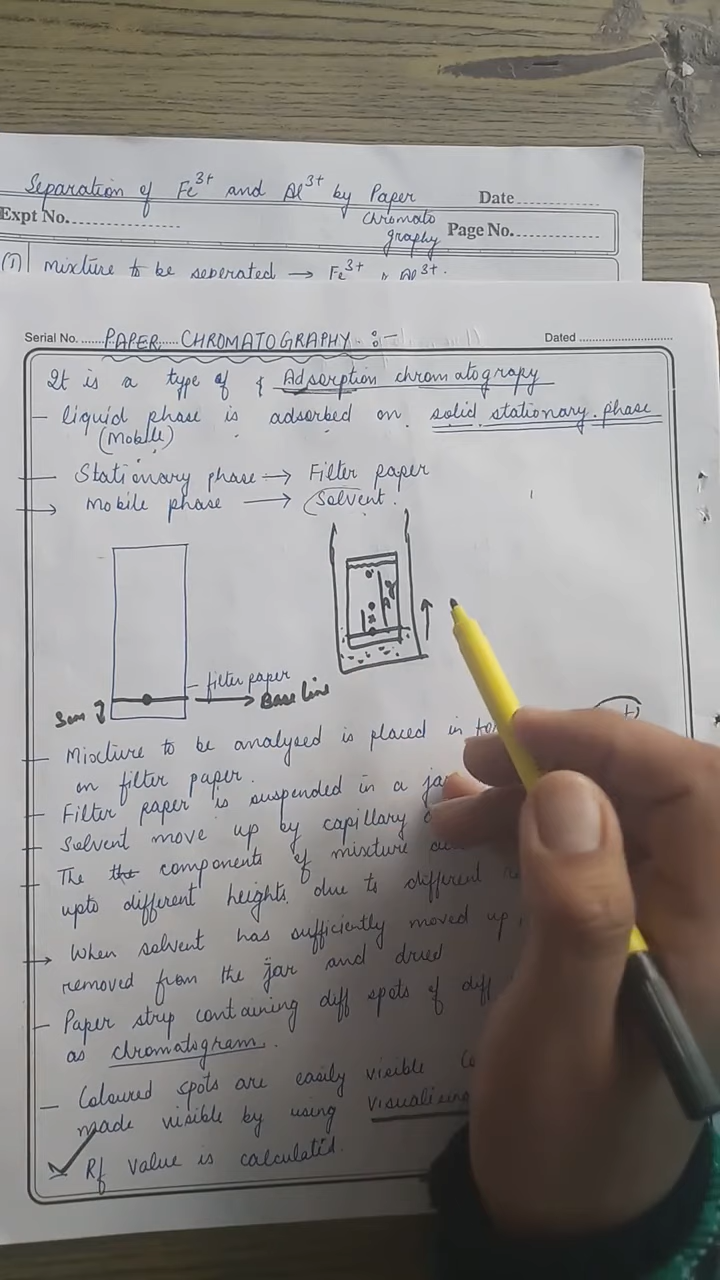 Separation of Fe3+ and Al3+ by Paper Chromato graphy
Date
Expt No.
Page No.
(1) mixture to be seperated → Fe3+ , Al3+.
Serial No. PAPER CHROMATOGRAPHY :-
Dated
It is a type of Adsorption chromatograpy
— liquid phase is adsorbed on solid stationary phase
(Mobile)
— Stationary phase → Filter paper
→ Mobile phase → Solvent.
filter paper
Base line
— Mixture to be analysed is placed in
on filter paper.
— Filter paper is suspended in a
— Solvent move up by capillary
— The components of mixture
upto different heights due to different
→ When solvent has sufficiently moved up,
removed from the jar and dried
— Paper strip containing diff spots of diff
as chromatogram.
— Coloured spots are easily visible
made visible by using
— Rf value is calculated.